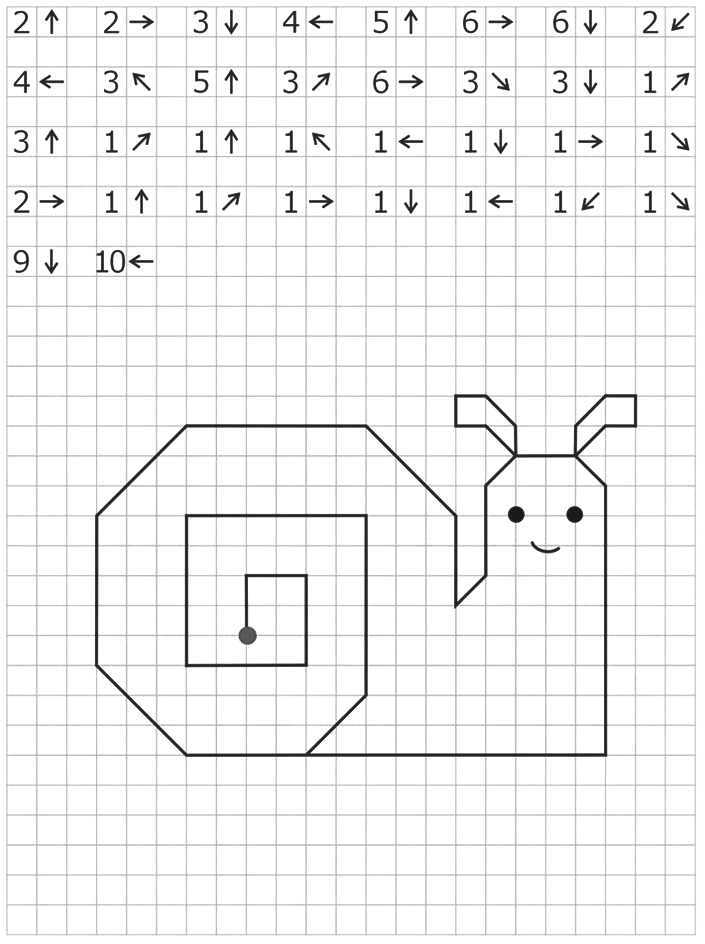 2↑ 2→ 3↓ 4← 5↑ 6→ 6↓ 2↙
4← 3↖ 5↑ 3↗ 6→ 3↘ 3↓ 1↗
3↑ 1↗ 1↑ 1↖ 1← 1↓ 1→ 1↘
2→ 1↑ 1↗ 1→ 1↓ 1← 1↙ 1↘
9↓ 10←